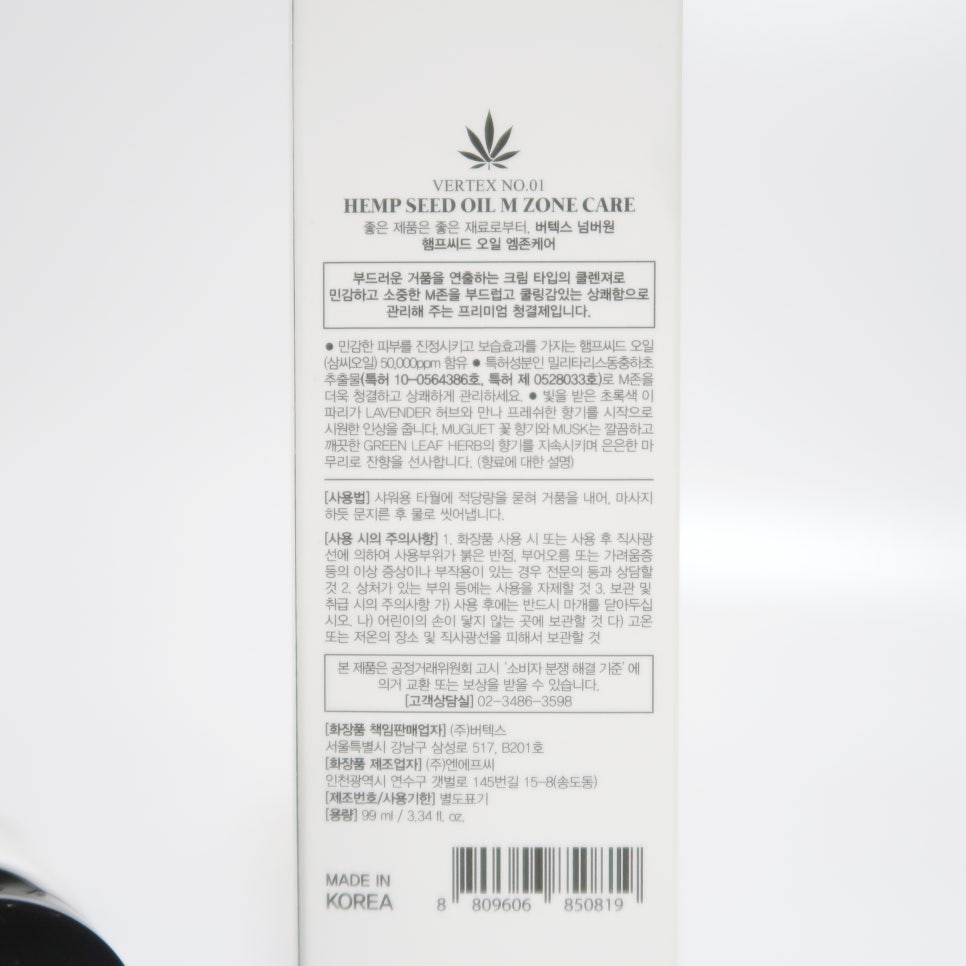 VERTEX NO.01
HEMP SEED OIL M ZONE CARE
좋은 제품은 좋은 재료로부터, 버텍스 넘버원
햄프씨드 오일 엠존케어
부드러운 거품을 연출하는 크림 타입의 클렌져로
민감하고 소중한 M존을 부드럽고 쿨링감있는 상쾌함으로
관리해 주는 프리미엄 청결제입니다.
● 민감한 피부를 진정시키고 보습효과를 가지는 햄프씨드 오일
(삼씨오일) 50,000ppm 함유 ● 특허성분인 밀리타리스동충하초
추출물(특허 10-0564386호, 특허 제 0528033호)로 M존을
더욱 청결하고 상쾌하게 관리하세요. ● 빛을 받은 초록색 이
파리가 LAVENDER 허브와 만나 프레쉬한 향기를 시작으로
시원한 인상을 줍니다. MUGUET 꽃 향기와 MUSK는 깔끔하고
깨끗한 GREEN LEAF HERB의 향기를 지속시키며 은은한 마
무리로 잔향을 선사합니다. (향료에 대한 설명)
[사용법] 샤워용 타월에 적당량을 묻혀 거품을 내어, 마사지
하듯 문지른 후 물로 씻어냅니다.
[사용 시의 주의사항] 1. 화장품 사용 시 또는 사용 후 직사광
선에 의하여 사용부위가 붉은 반점, 부어오름 또는 가려움증
등의 이상 증상이나 부작용이 있는 경우 전문의 등과 상담할
것 2. 상처가 있는 부위 등에는 사용을 자제할 것 3. 보관 및
취급 시의 주의사항 가) 사용 후에는 반드시 마개를 닫아두십
시오. 나) 어린이의 손이 닿지 않는 곳에 보관할 것 다) 고온
또는 저온의 장소 및 직사광선을 피해서 보관할 것
본 제품은 공정거래위원회 고시 '소비자 분쟁 해결 기준' 에
의거 교환 또는 보상을 받을 수 있습니다.
[고객상담실] 02-3486-3598
[화장품 책임판매업자] (주)버텍스
서울특별시 강남구 삼성로 517, B201호
[화장품 제조업자] (주)엔에프씨
인천광역시 연수구 갯벌로 145번길 15-8(송도동)
[제조번호/사용기한] 별도표기
[용량] 99 ml / 3.34 fl. oz.
MADE IN
KOREA
8 809606 850819